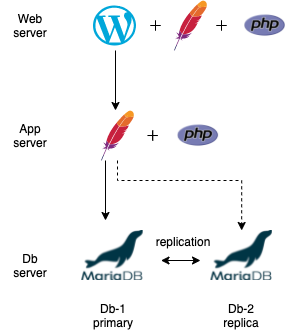 Web
server
+ + php
App
server
+ php
replication
Db
server
MariaDB MariaDB
Db-1
primary
Db-2
replica